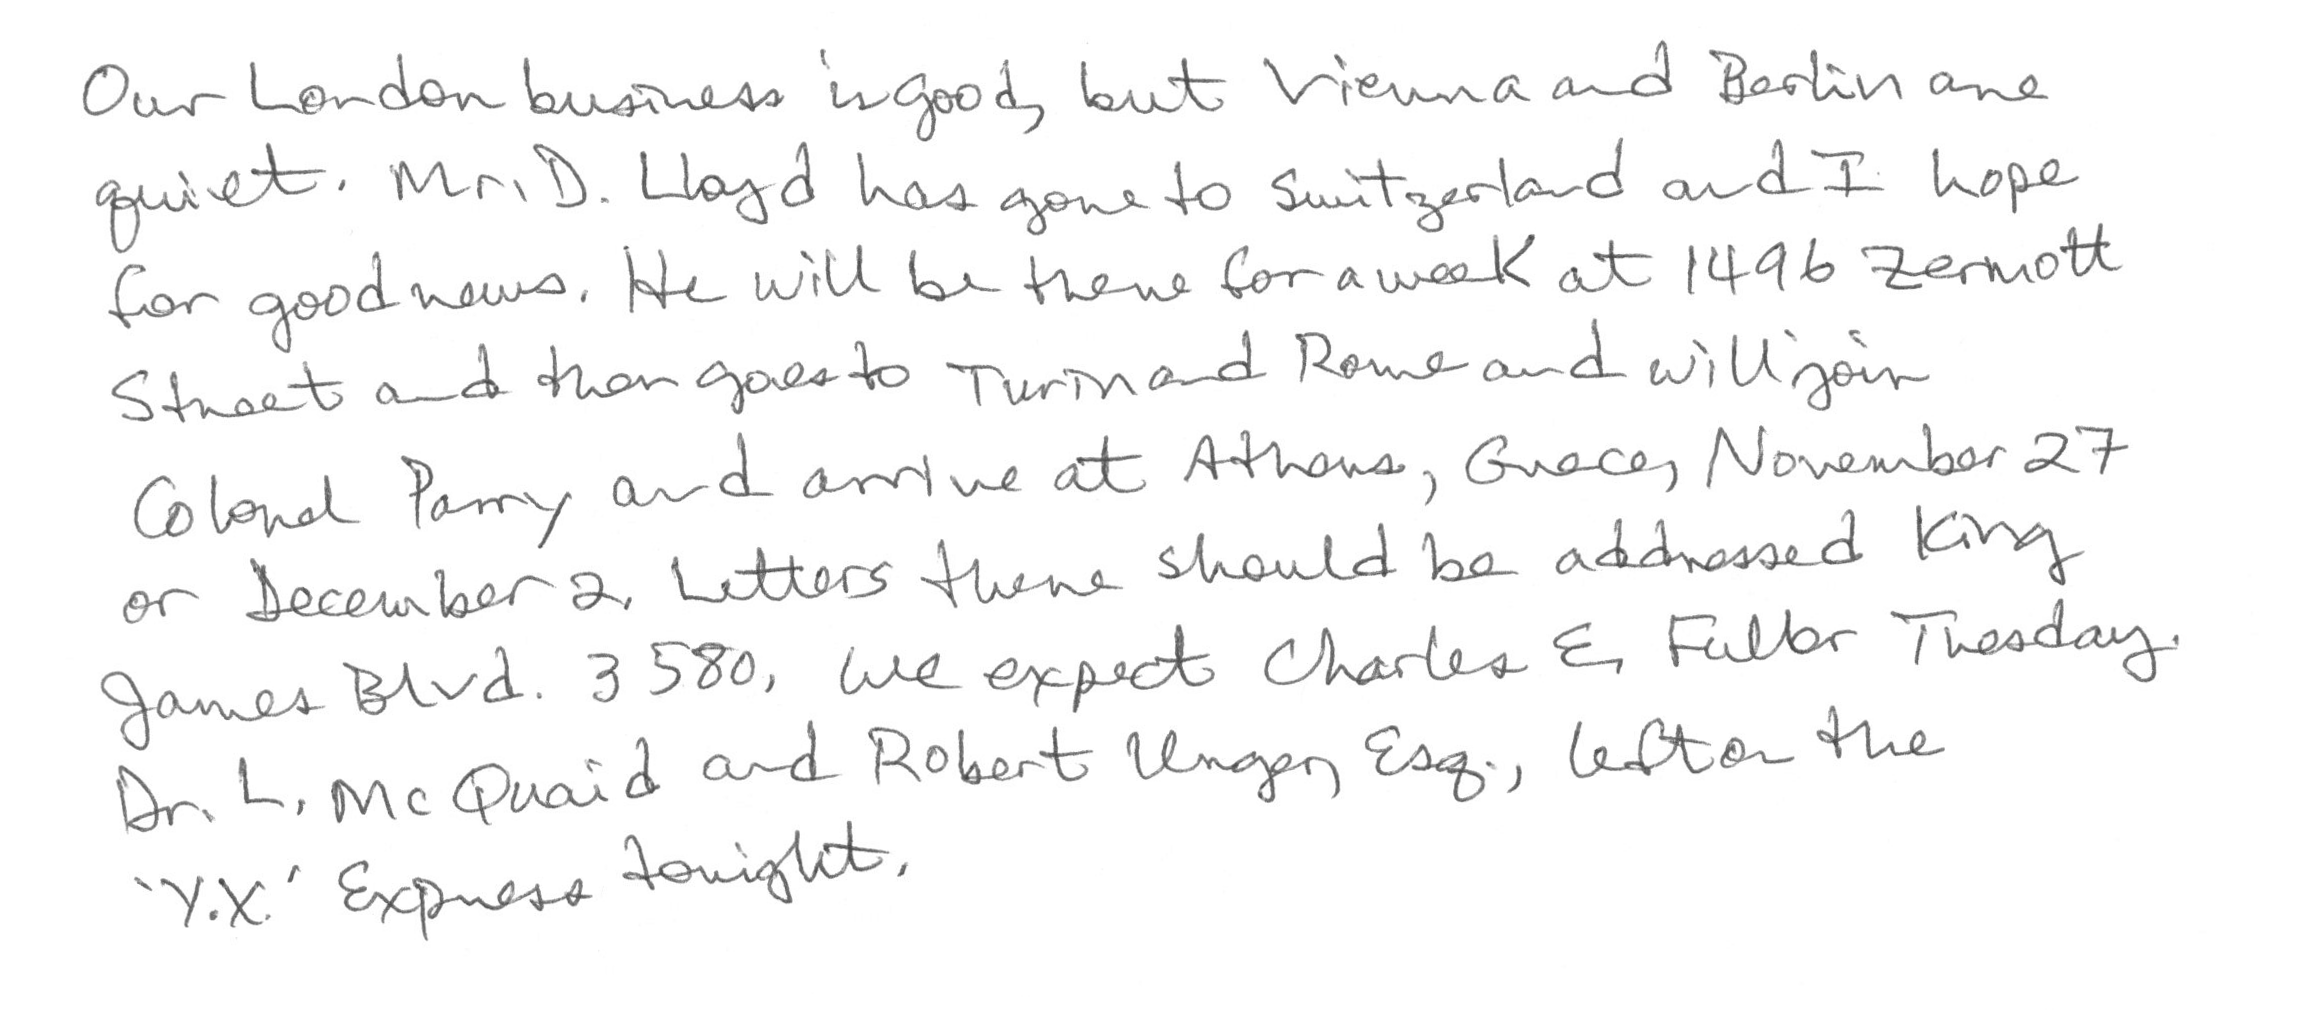 Our London business is good, but Vienna and Berlin are
quiet. Mr. D. Lloyd has gone to Switzerland and I hope
for good news. He will be there for a week at 1496 Zermott
Street and then goes to Turin and Rome and will join
Colonel Parry and arrive at Athens, Greece, November 27
or December 2. Letters there should be addressed King
James Blvd. 3580. We expect Charles E. Fuller Tuesday.
Dr. L. McQuaid and Robert Unger, Esq., left on the
'Y.X.' Express tonight.